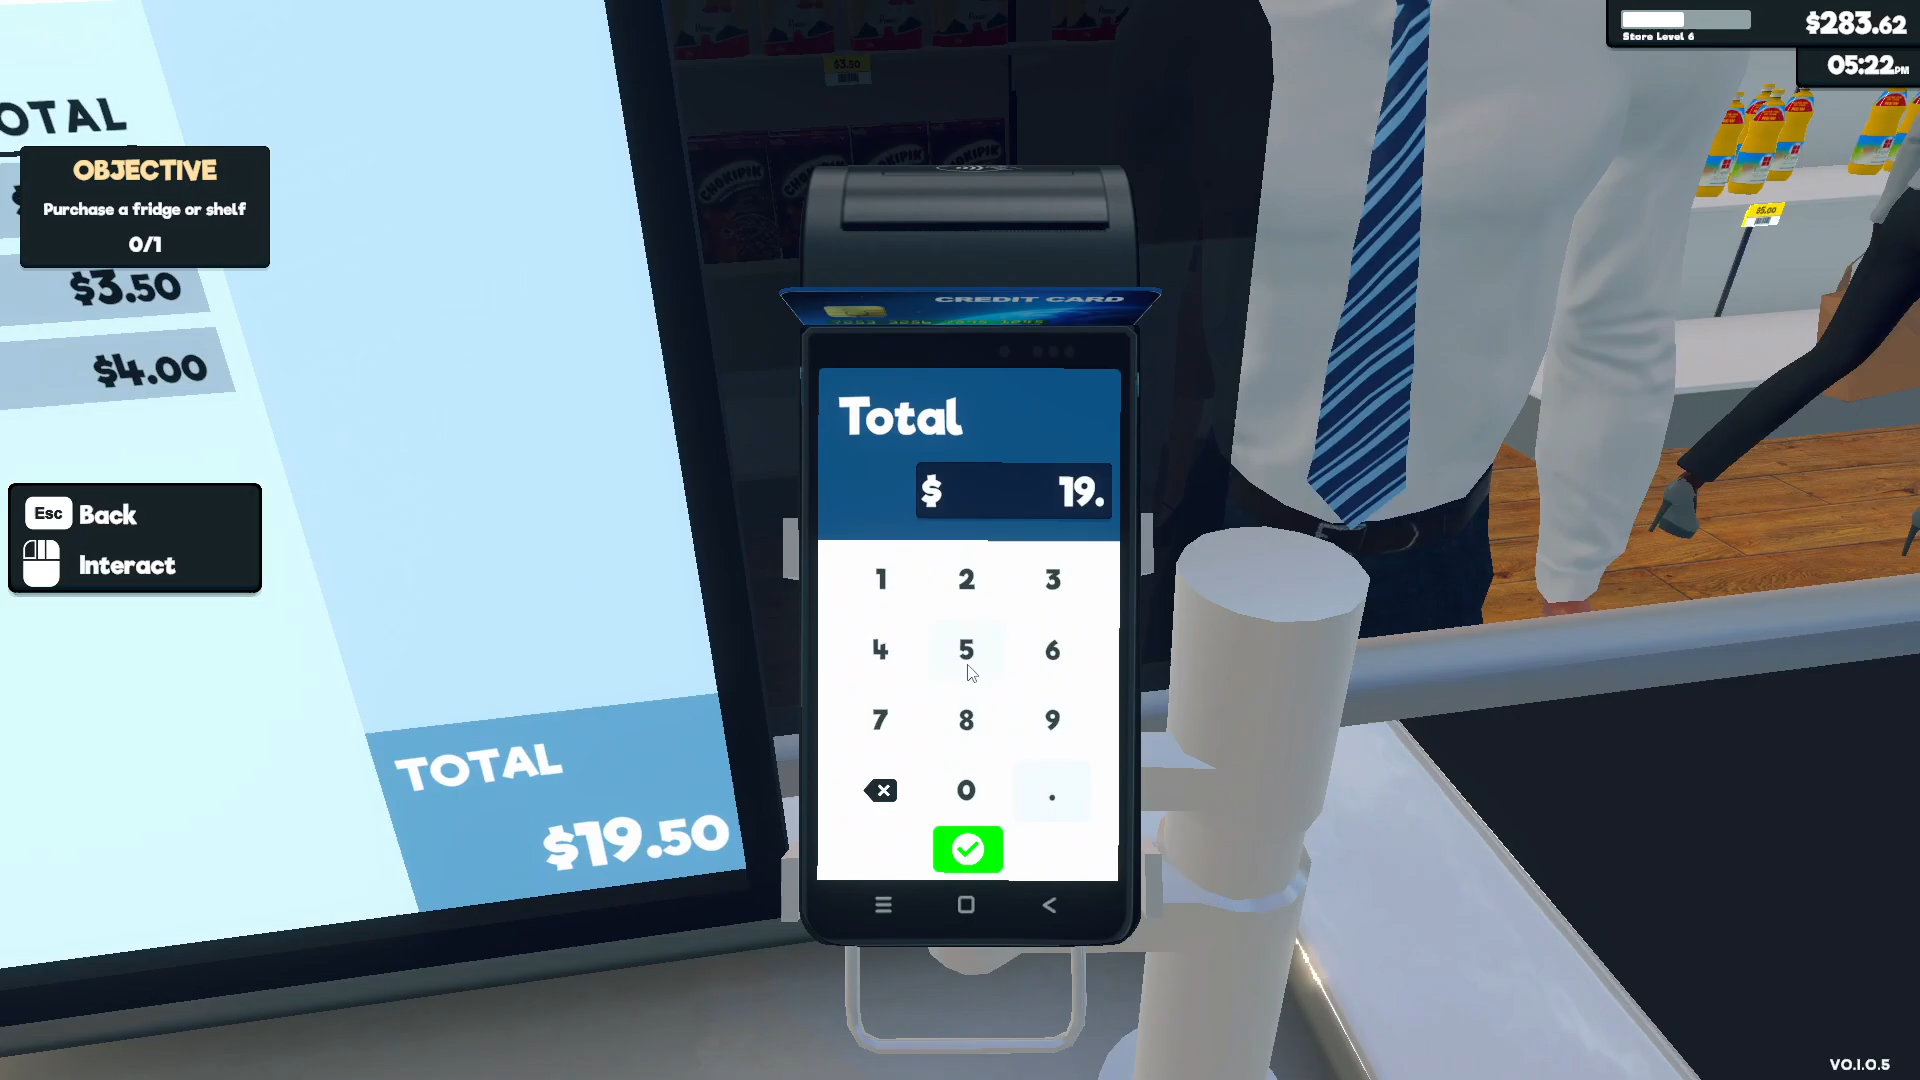 $283.62
Store Level 6
05:22PM
OTAL
OBJECTIVE
Purchase a fridge or shelf
0/1
$3.50
$4.00
Esc Back
Interact
TOTAL
$19.50
$3.50
CHOKIPIK
CREDIT CARD
Total
$ 19.
1 2 3
4 5 6
7 8 9
0 .
$5.00
V0.1.0.5